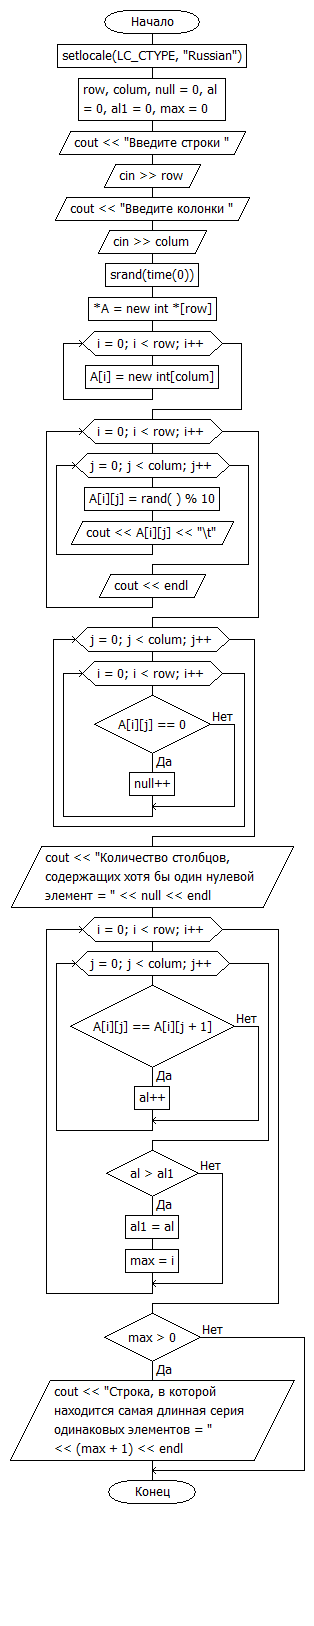 Начало
setlocale(LC_CTYPE, "Russian")
row, colum, null = 0, al
= 0, al1 = 0, max = 0
cout << "Введите строки "
cin >> row
cout << "Введите колонки "
cin >> colum
srand(time(0))
*A = new int *[row]
i = 0; i < row; i++
A[i] = new int[colum]
i = 0; i < row; i++
j = 0; j < colum; j++
A[i][j] = rand( ) % 10
cout << A[i][j] << "\t"
cout << endl
j = 0; j < colum; j++
i = 0; i < row; i++
A[i][j] == 0
Нет
Да
null++
cout << "Количество столбцов,
содержащих хотя бы один нулевой
элемент = " << null << endl
i = 0; i < row; i++
j = 0; j < colum; j++
A[i][j] == A[i][j + 1]
Нет
Да
al++
al > al1
Нет
Да
al1 = al
max = i
max > 0
Нет
Да
cout << "Строка, в которой
находится самая длинная серия
одинаковых элементов = "
<< (max + 1) << endl
Конец